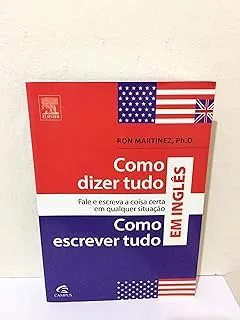 ELSEVIER
RON MARTINEZ, Ph.D.
Como
dizer tudo
Fale e escreva a coisa certa
em qualquer situação
Como
escrever tudo
EM INGLÊS
CAMPUS